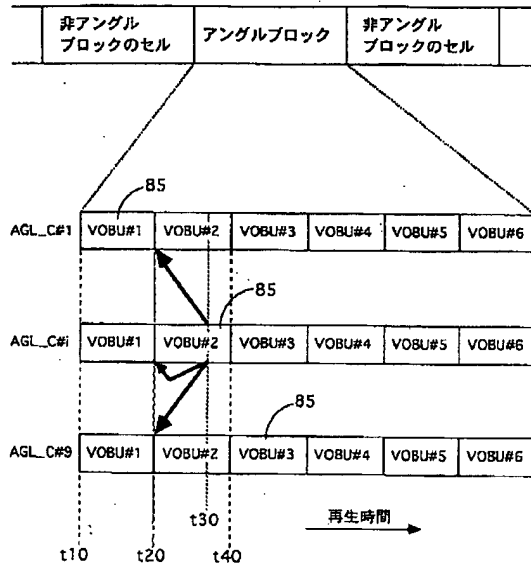 非アングル
ブロックのセル
アングルブロック
非アングル
ブロックのセル
85
AGL_C#1 VOBU#1 VOBU#2 VOBU#3 VOBU#4 VOBU#5 VOBU#6
85
AGL_C#i VOBU#1 VOBU#2 VOBU#3 VOBU#4 VOBU#5 VOBU#6
85
AGL_C#9 VOBU#1 VOBU#2 VOBU#3 VOBU#4 VOBU#5 VOBU#6
t30 再生時間
t10 t20 t40